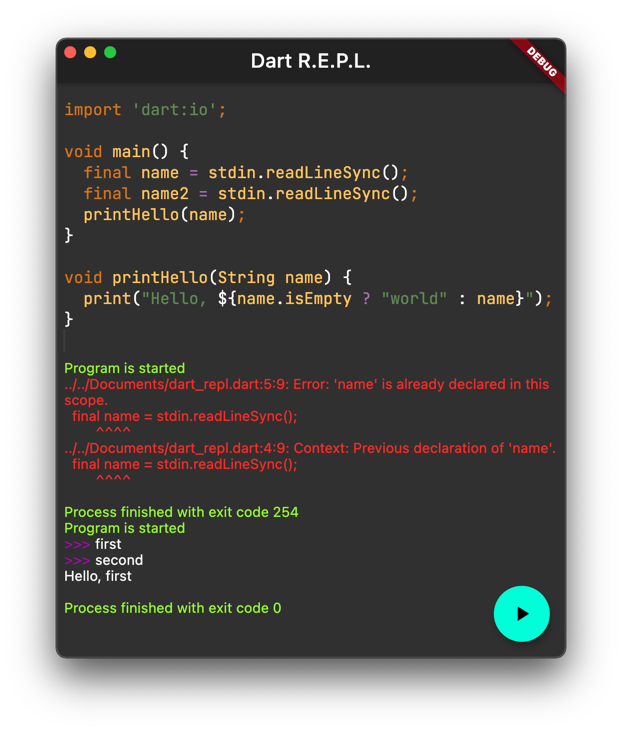 Dart R.E.P.L.
DEBUG
import 'dart:io';
void main() {
  final name = stdin.readLineSync();
  final name2 = stdin.readLineSync();
  printHello(name);
}
void printHello(String name) {
  print("Hello, ${name.isEmpty ? "world" : name}");
}
Program is started
../../Documents/dart_repl.dart:5:9: Error: 'name' is already declared in this
scope.
  final name = stdin.readLineSync();
        ^^^^
../../Documents/dart_repl.dart:4:9: Context: Previous declaration of 'name'.
  final name = stdin.readLineSync();
        ^^^^
Process finished with exit code 254
Program is started
>>> first
>>> second
Hello, first
Process finished with exit code 0